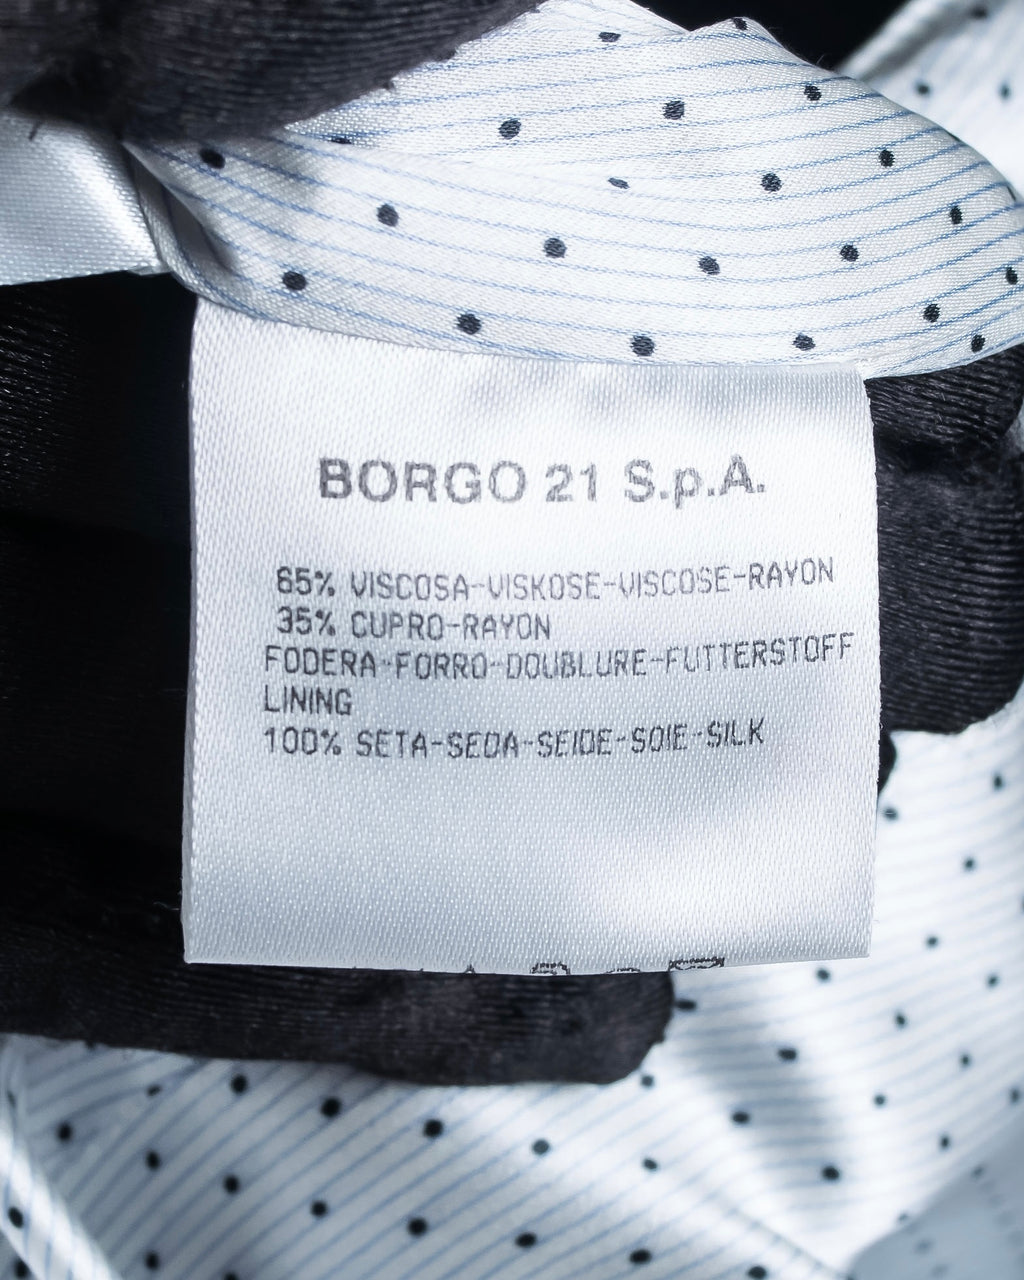 BORGO 21 S.p.A.
65% VISCOSA-VISKOSE-VISCOSE-RAYON
35% CUPRO-RAYON
FODERA-FORRO-DOUBLURE-FUTTERSTOFF
LINING
100% SETA-SEDA-SEIDE-SOIE-SILK